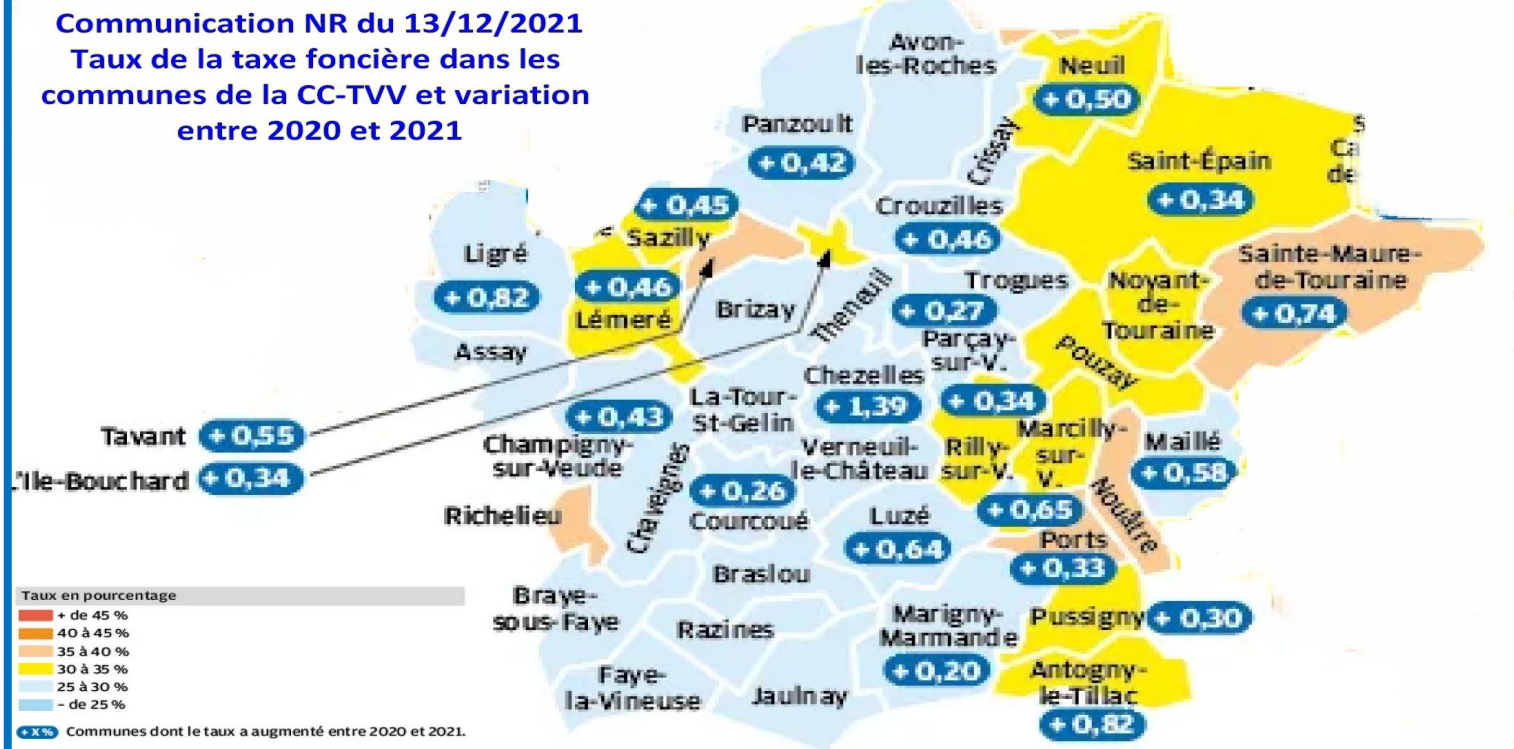 Communication NR du 13/12/2021
Taux de la taxe foncière dans les
communes de la CC-TVV et variation
entre 2020 et 2021
Avon-
les-Roches
Neuil
+ 0,50
Panzoult
+ 0,42
Crissay
Saint-Épain
+ 0,34
s
Ca
de
+ 0,45
Sazilly
Crouzilles
+ 0,46
Ligré
+ 0,82
+ 0,46
Lémeré
Brizay
Theneuil
Trogues
+ 0,27
Noyant-
de-
Touraine
Sainte-Maure-
de-Touraine
+ 0,74
Assay
Parçay-
sur-V.
Pouzay
Chezelles
+ 1,39
La-Tour-
St-Gelin
+ 0,34
Tavant + 0,55
+ 0,43
Champigny-
sur-Veude
Verneuil-
le-Château
Rilly-
sur-V.
Marcilly-
sur-
V.
Maillé
+ 0,58
'Ile-Bouchard + 0,34
Chaveignes
+ 0,26
Courcoué
Richelieu
Luzé
+ 0,64
+ 0,65
Nouâtre
Ports
+ 0,33
Braslou
Braye-
sous-Faye
Razines
Marigny-
Marmande
+ 0,20
Pussigny + 0,30
Faye-
la-Vineuse
Jaulnay
Antogny-
le-Tillac
+ 0,82
Taux en pourcentage
+ de 45 %
40 à 45 %
35 à 40 %
30 à 35 %
25 à 30 %
- de 25 %
+ X % Communes dont le taux a augmenté entre 2020 et 2021.